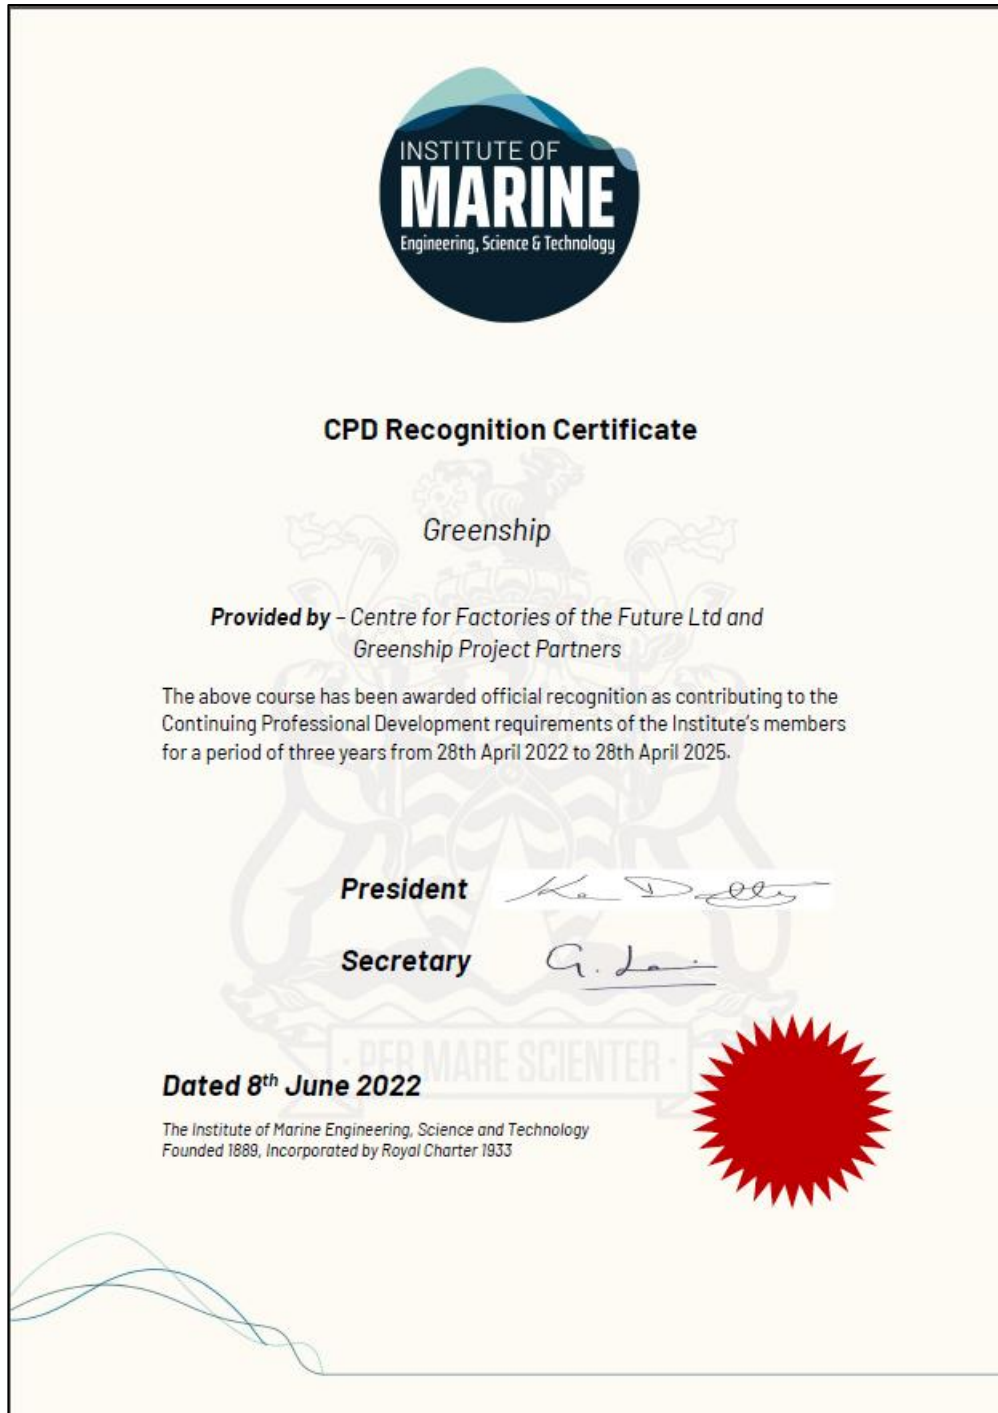 INSTITUTE OF
MARINE
Engineering, Science & Technology
CPD Recognition Certificate
Greenship
Provided by – Centre for Factories of the Future Ltd and
Greenship Project Partners
The above course has been awarded official recognition as contributing to the
Continuing Professional Development requirements of the Institute's members
for a period of three years from 28th April 2022 to 28th April 2025.
President
Secretary
· PER MARE SCIENTER ·
Dated 8th June 2022
The Institute of Marine Engineering, Science and Technology
Founded 1889, Incorporated by Royal Charter 1933